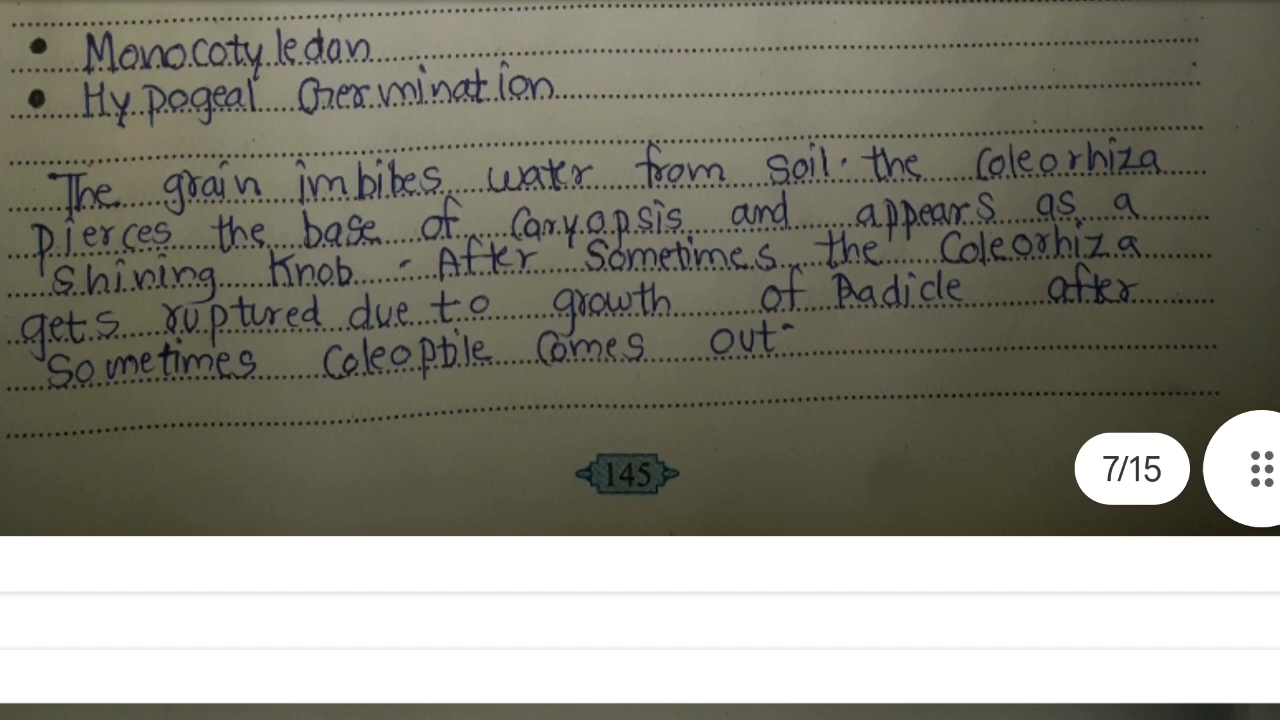 • Monocotyledon
• Hypogeal Germination
The grain imbibes water from soil. the Coleorhiza
pierces the base of Caryopsis and appears as a
shining Knob. After Sometimes the Coleorhiza
gets ruptured due to growth of Radicle after
Sometimes Coleoptile Comes out
145
7/15